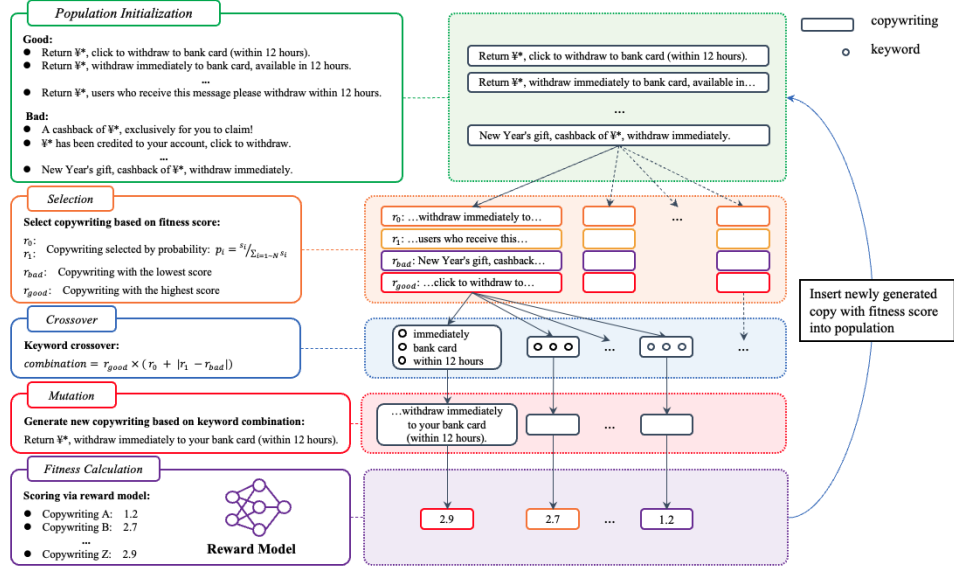 Population Initialization
Good:
● Return ¥*, click to withdraw to bank card (within 12 hours).
● Return ¥*, withdraw immediately to bank card, available in 12 hours.
...
● Return ¥*, users who receive this message please withdraw within 12 hours.
Bad:
● A cashback of ¥*, exclusively for you to claim!
● ¥* has been credited to your account, click to withdraw.
...
● New Year's gift, cashback of ¥*, withdraw immediately.
Return ¥*, click to withdraw to bank card (within 12 hours).
Return ¥*, withdraw immediately to bank card, available in…
...
New Year's gift, cashback of ¥*, withdraw immediately.
copywriting
keyword
Selection
Select copywriting based on fitness score:
r0:
r1: Copywriting selected by probability: pi = si/∑i=1~N si
rbad: Copywriting with the lowest score
rgood: Copywriting with the highest score
r0: …withdraw immediately to…
r1: …users who receive this…
rbad: New Year's gift, cashback…
rgood: …click to withdraw to…
...
Insert newly generated
copy with fitness score
into population
Crossover
Keyword crossover:
combination = rgood × (r0 + |r1 − rbad|)
immediately
bank card
within 12 hours
...
...
Mutation
Generate new copywriting based on keyword combination:
Return ¥*, withdraw immediately to your bank card (within 12 hours).
…withdraw immediately
to your bank card
(within 12 hours).
...
Fitness Calculation
Scoring via reward model:
● Copywriting A: 1.2
● Copywriting B: 2.7
...
● Copywriting Z: 2.9
Reward Model
2.9
2.7
...
1.2